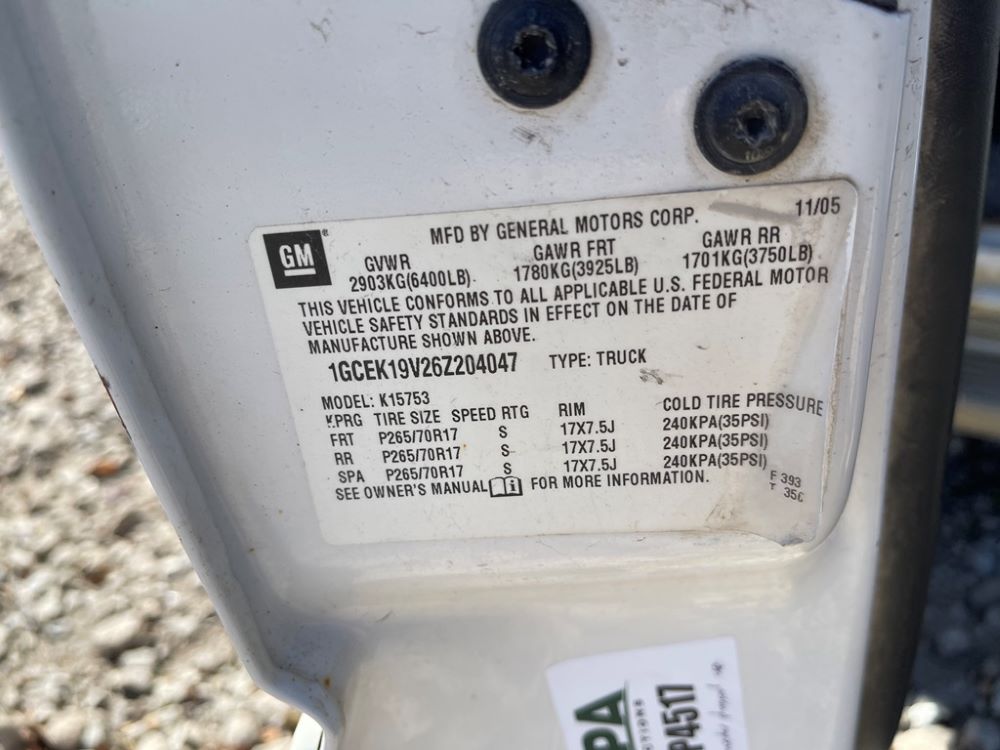 GM
MFD BY GENERAL MOTORS CORP.
11/05
GVWR GAWR FRT GAWR RR
2903KG(6400LB) 1780KG(3925LB) 1701KG(3750LB)
THIS VEHICLE CONFORMS TO ALL APPLICABLE U.S. FEDERAL MOTOR
VEHICLE SAFETY STANDARDS IN EFFECT ON THE DATE OF
MANUFACTURE SHOWN ABOVE.
1GCEK19V26Z204047 TYPE: TRUCK
MODEL: K15753
KPRG TIRE SIZE SPEED RTG RIM COLD TIRE PRESSURE
FRT P265/70R17 S 17X7.5J 240KPA(35PSI)
RR P265/70R17 S 17X7.5J 240KPA(35PSI)
SPA P265/70R17 S 17X7.5J 240KPA(35PSI)
SEE OWNER'S MANUAL FOR MORE INFORMATION.
F 393
T 35C
PA
P4517